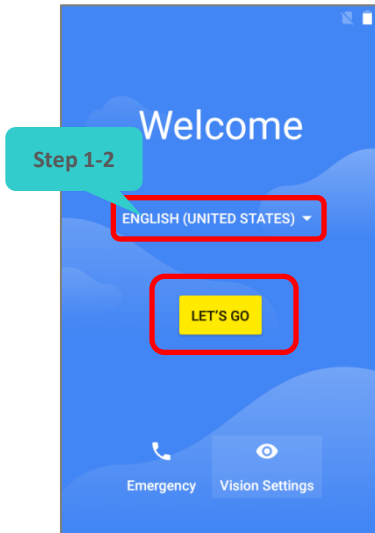 Welcome
Step 1-2
ENGLISH (UNITED STATES)
LET'S GO
Emergency
Vision Settings